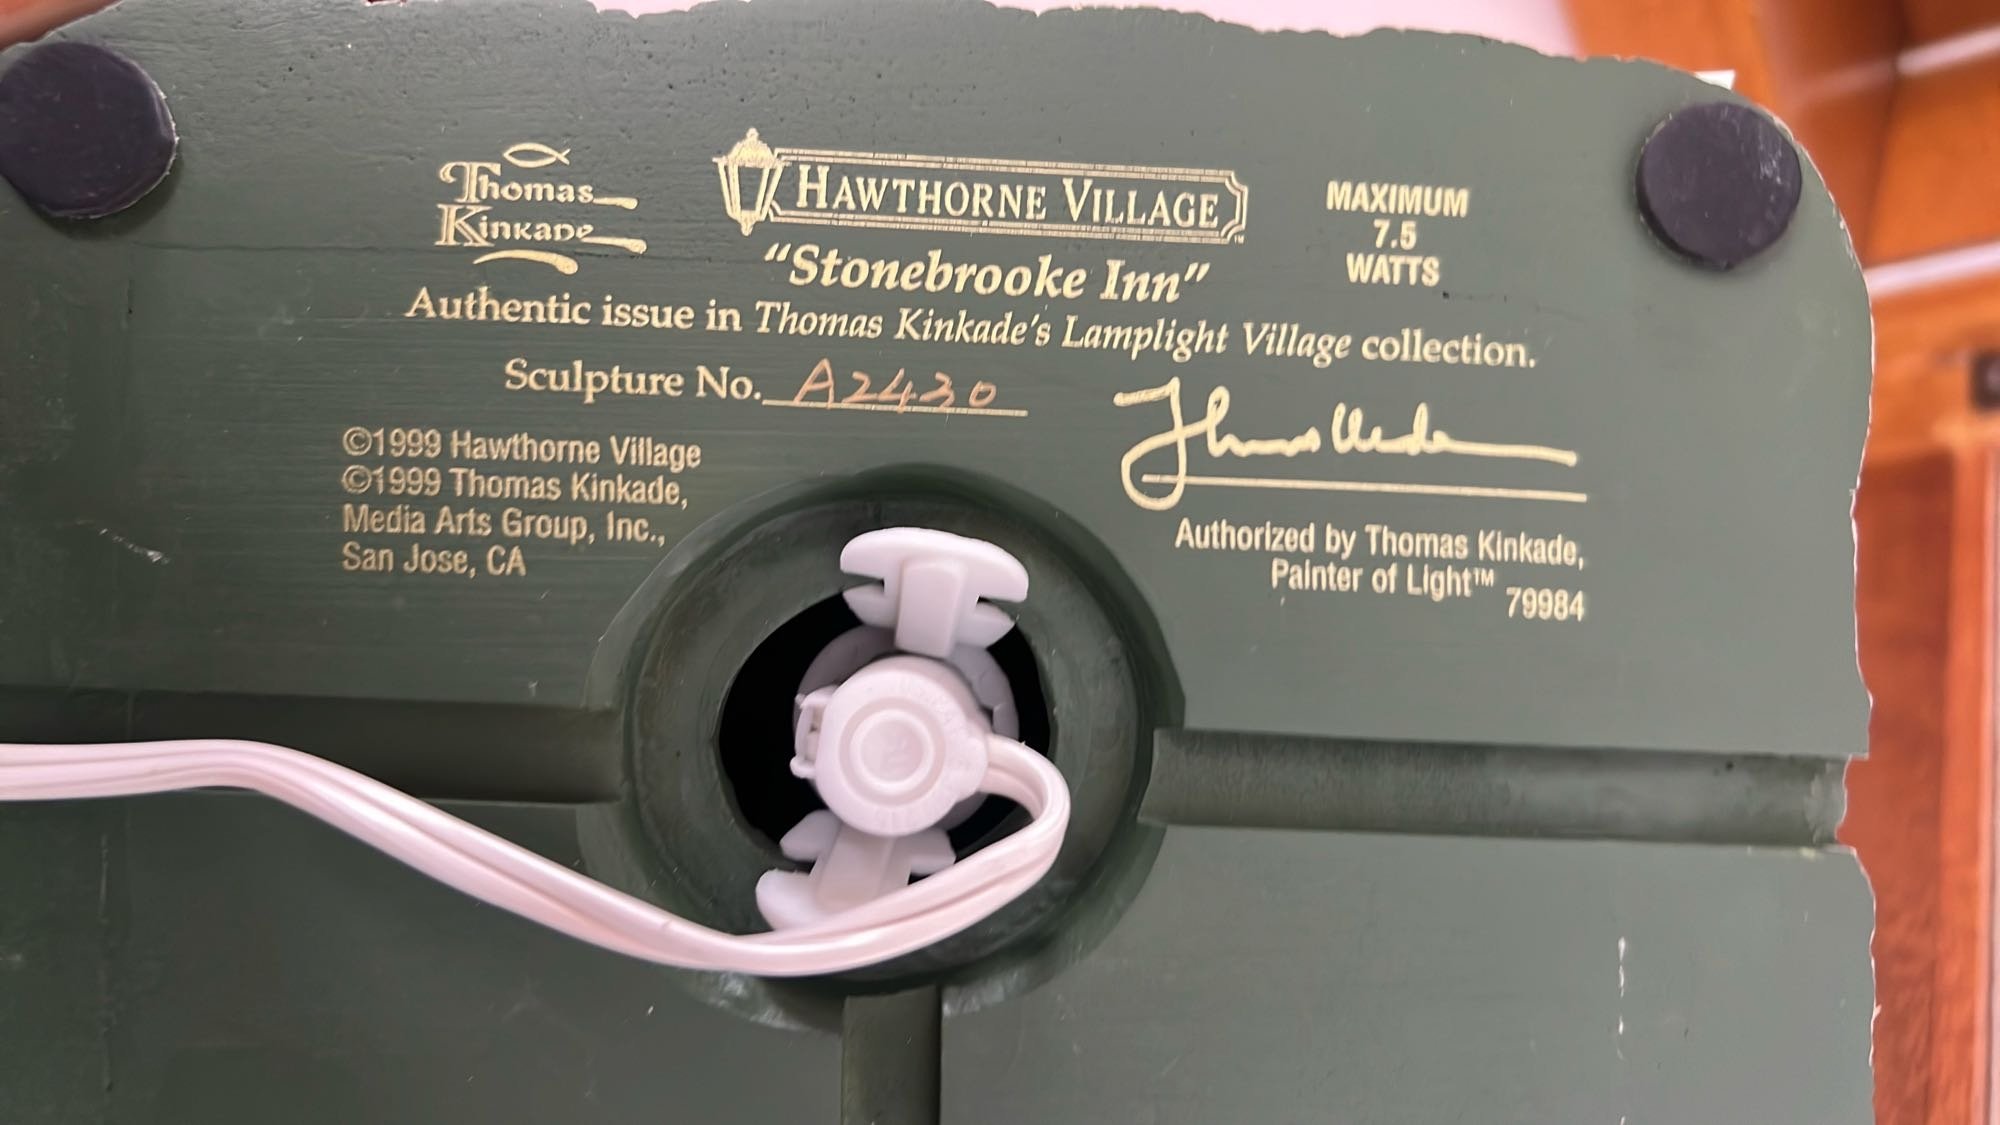 Thomas
Kinkade
HAWTHORNE VILLAGE™
"Stonebrooke Inn"
MAXIMUM
7.5
WATTS
Authentic issue in Thomas Kinkade's Lamplight Village collection.
Sculpture No. A2430
©1999 Hawthorne Village
©1999 Thomas Kinkade,
Media Arts Group, Inc.,
San Jose, CA
Authorized by Thomas Kinkade,
Painter of Light™
79984